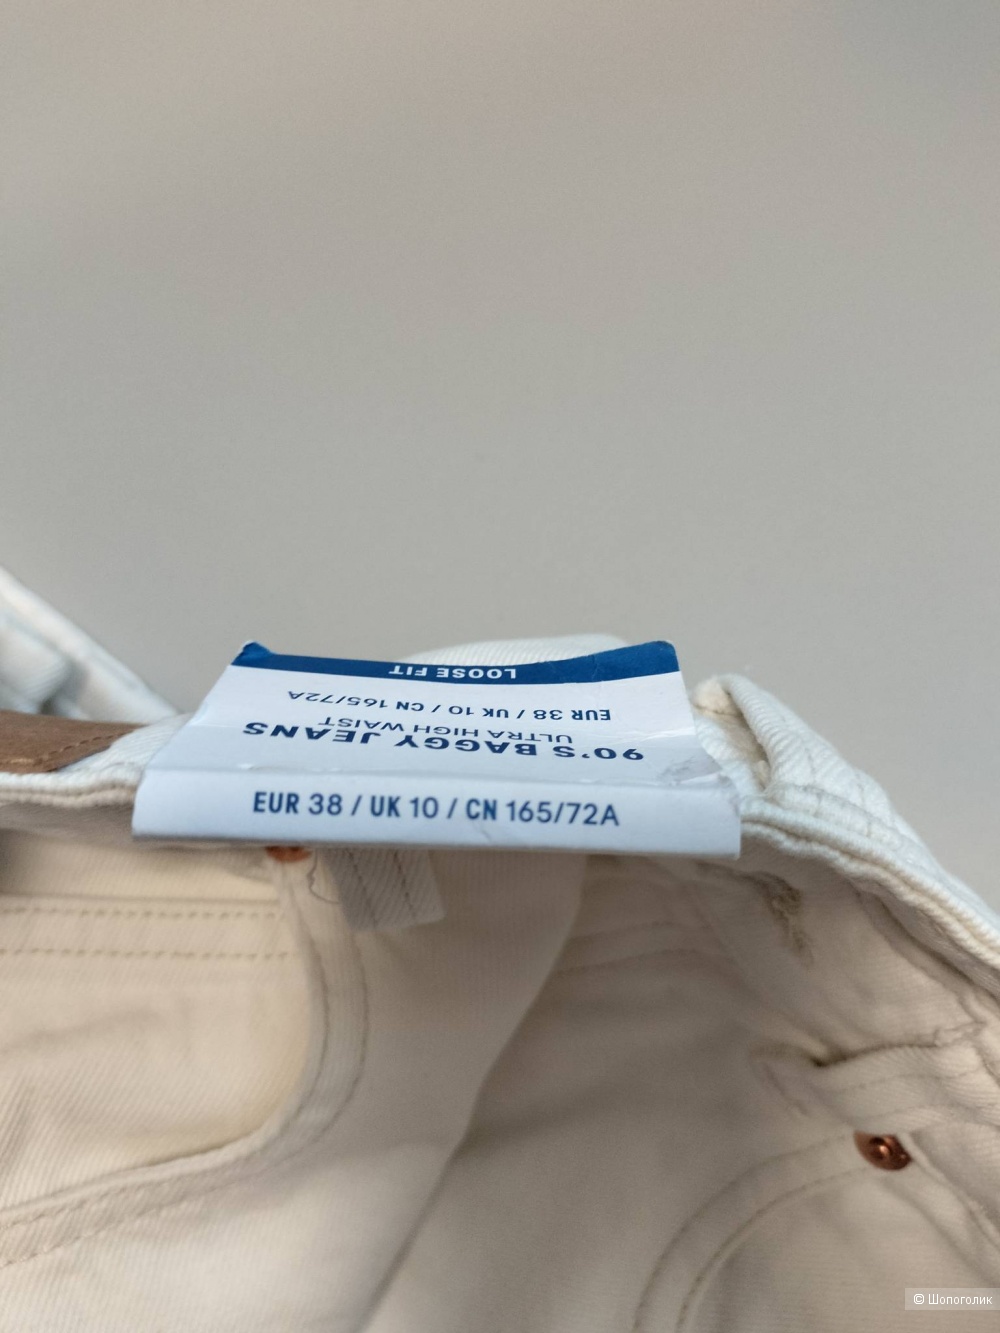 90'S BAGGY JEANS
ULTRA HIGH WAIST
EUR 38 / UK 10 / CN 165/72A
LOOSE FIT
EUR 38 / UK 10 / CN 165/72A
© Шопоголик